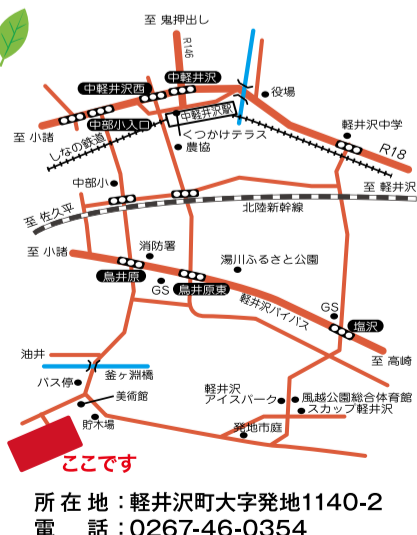 至 鬼押出し
R146
中軽井沢西
中軽井沢
役場
中部小入口
中軽井沢駅
軽井沢中学
至 小諸
しなの鉄道
くつかけテラス
農協
R18
中部小
至 軽井沢
至 佐久平
北陸新幹線
至 小諸
消防署
湯川ふるさと公園
鳥井原
GS
鳥井原東
軽井沢バイパス
GS
塩沢
油井
至 高崎
バス停
釜ヶ淵橋
美術館
軽井沢
アイスパーク
風越公園総合体育館
スカップ軽井沢
貯木場
発地市庭
ここです
所在地：軽井沢町大字発地1140-2
電　話：0267-46-0354